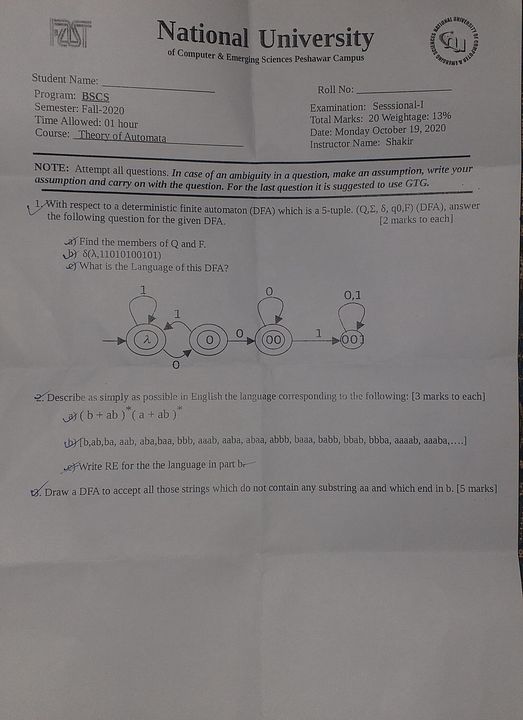 FAST
National University
of Computer & Emerging Sciences Peshawar Campus
NATIONAL UNIVERSITY OF COMPUTER & EMERGING SCIENCES
Student Name: ____________________
Roll No: ________________
Program: BSCS
Semester: Fall-2020
Time Allowed: 01 hour
Course: Theory of Automata
Examination: Sesssional-I
Total Marks: 20 Weightage: 13%
Date: Monday October 19, 2020
Instructor Name: Shakir
NOTE: Attempt all questions. In case of an ambiguity in a question, make an assumption, write your
assumption and carry on with the question. For the last question it is suggested to use GTG.
1. With respect to a deterministic finite automaton (DFA) which is a 5-tuple. (Q,Σ, δ, q0,F) (DFA), answer
the following question for the given DFA. [2 marks to each]
a) Find the members of Q and F.
b) δ(λ,11010100101)
c) What is the Language of this DFA?
1
0
0,1
1
λ
0
0
00
1
001
0
2. Describe as simply as possible in English the language corresponding to the following: [3 marks to each]
a) ( b + ab )*( a + ab )*
b) [b,ab,ba, aab, aba,baa, bbb, aaab, aaba, abaa, abbb, baaa, babb, bbab, bbba, aaaab, aaaba,….]
c) Write RE for the the language in part b.
3. Draw a DFA to accept all those strings which do not contain any substring aa and which end in b. [5 marks]